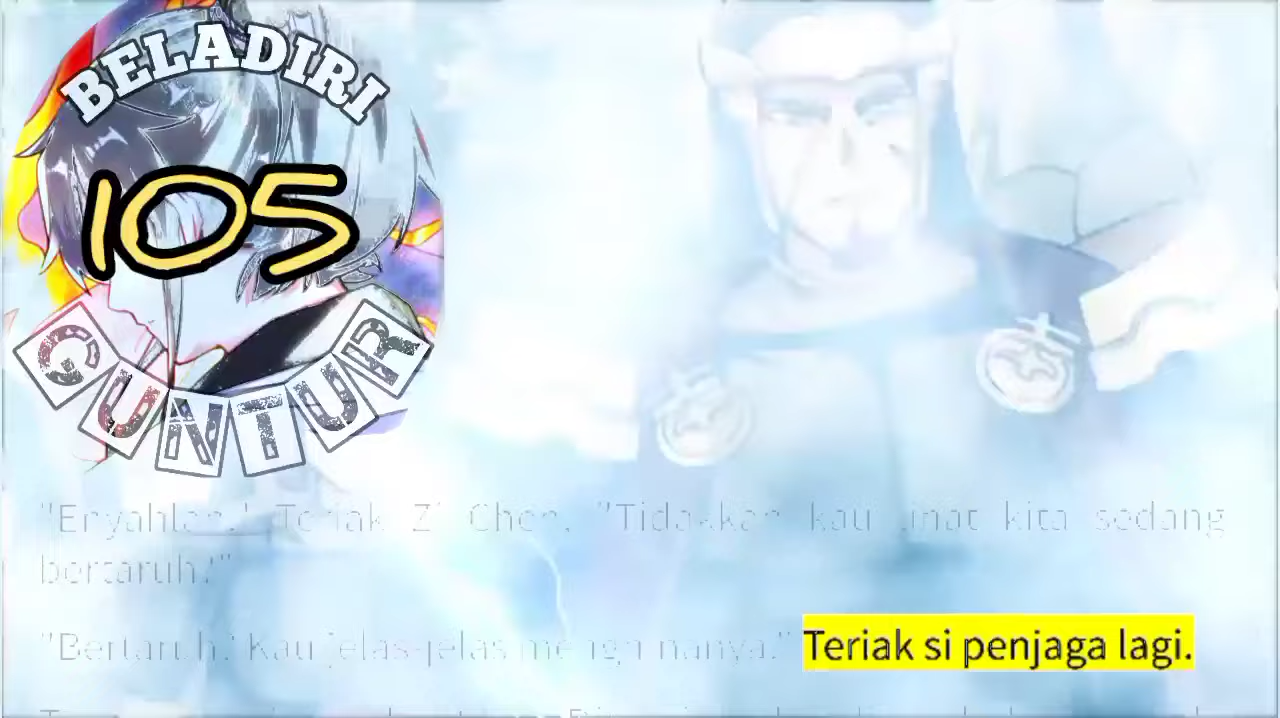 BELADIRI
105
GUNTUR
"Enyahlah!" Teriak Zi Chen. "Tidakkah kau lihat kita sedang
bertaruh?"
"Bertaruh? Kau jelas-jelas menganiayanya!" Teriak si penjaga lagi.